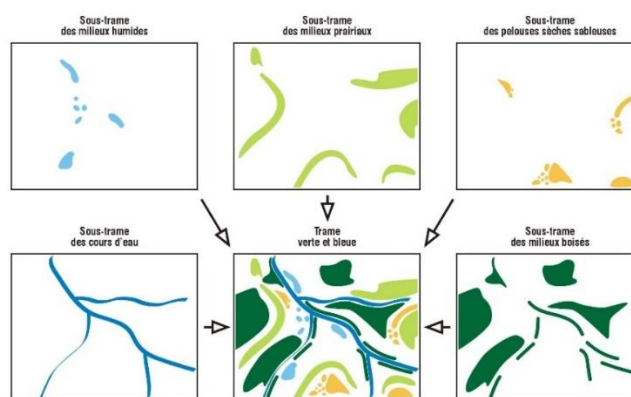 Sous-trame
des milieux humides
Sous-trame
des milieux prairiaux
Sous-trame
des pelouses sèches sableuses
Sous-trame
des cours d'eau
Trame
verte et bleue
Sous-trame
des milieux boisés